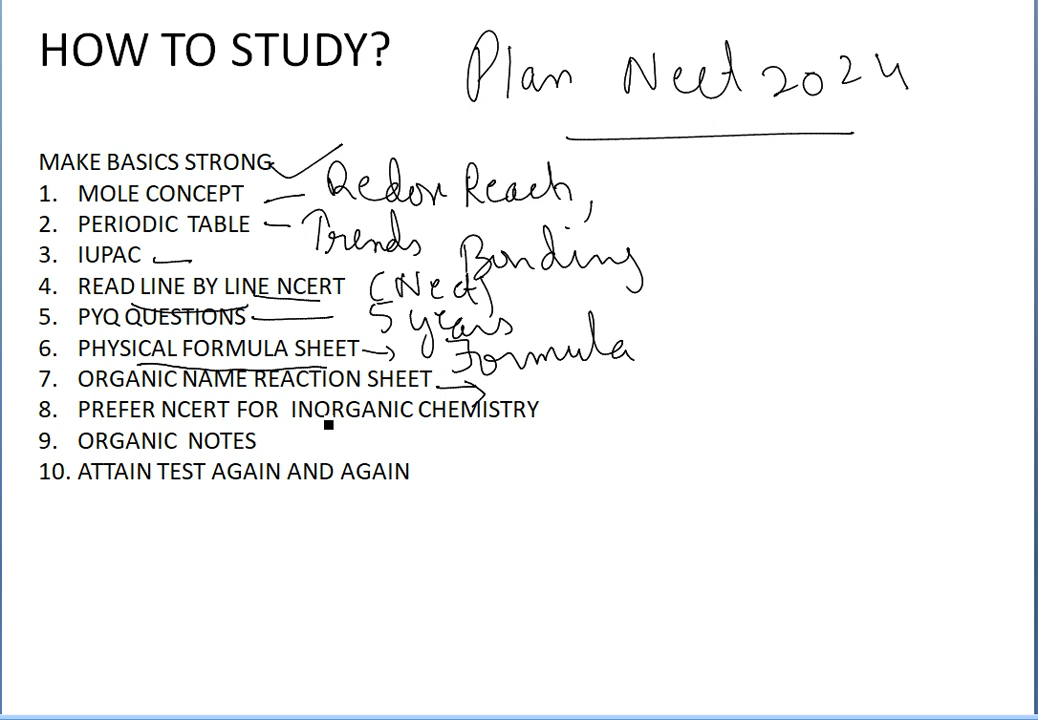 HOW TO STUDY? Plan Neet 2024
MAKE BASICS STRONG
1. MOLE CONCEPT Redox Reach,
2. PERIODIC TABLE Trends Bonding
3. IUPAC
4. READ LINE BY LINE NCERT (Neet)
5. PYQ QUESTIONS 5 years
6. PHYSICAL FORMULA SHEET Formula
7. ORGANIC NAME REACTION SHEET
8. PREFER NCERT FOR INORGANIC CHEMISTRY
9. ORGANIC NOTES
10. ATTAIN TEST AGAIN AND AGAIN